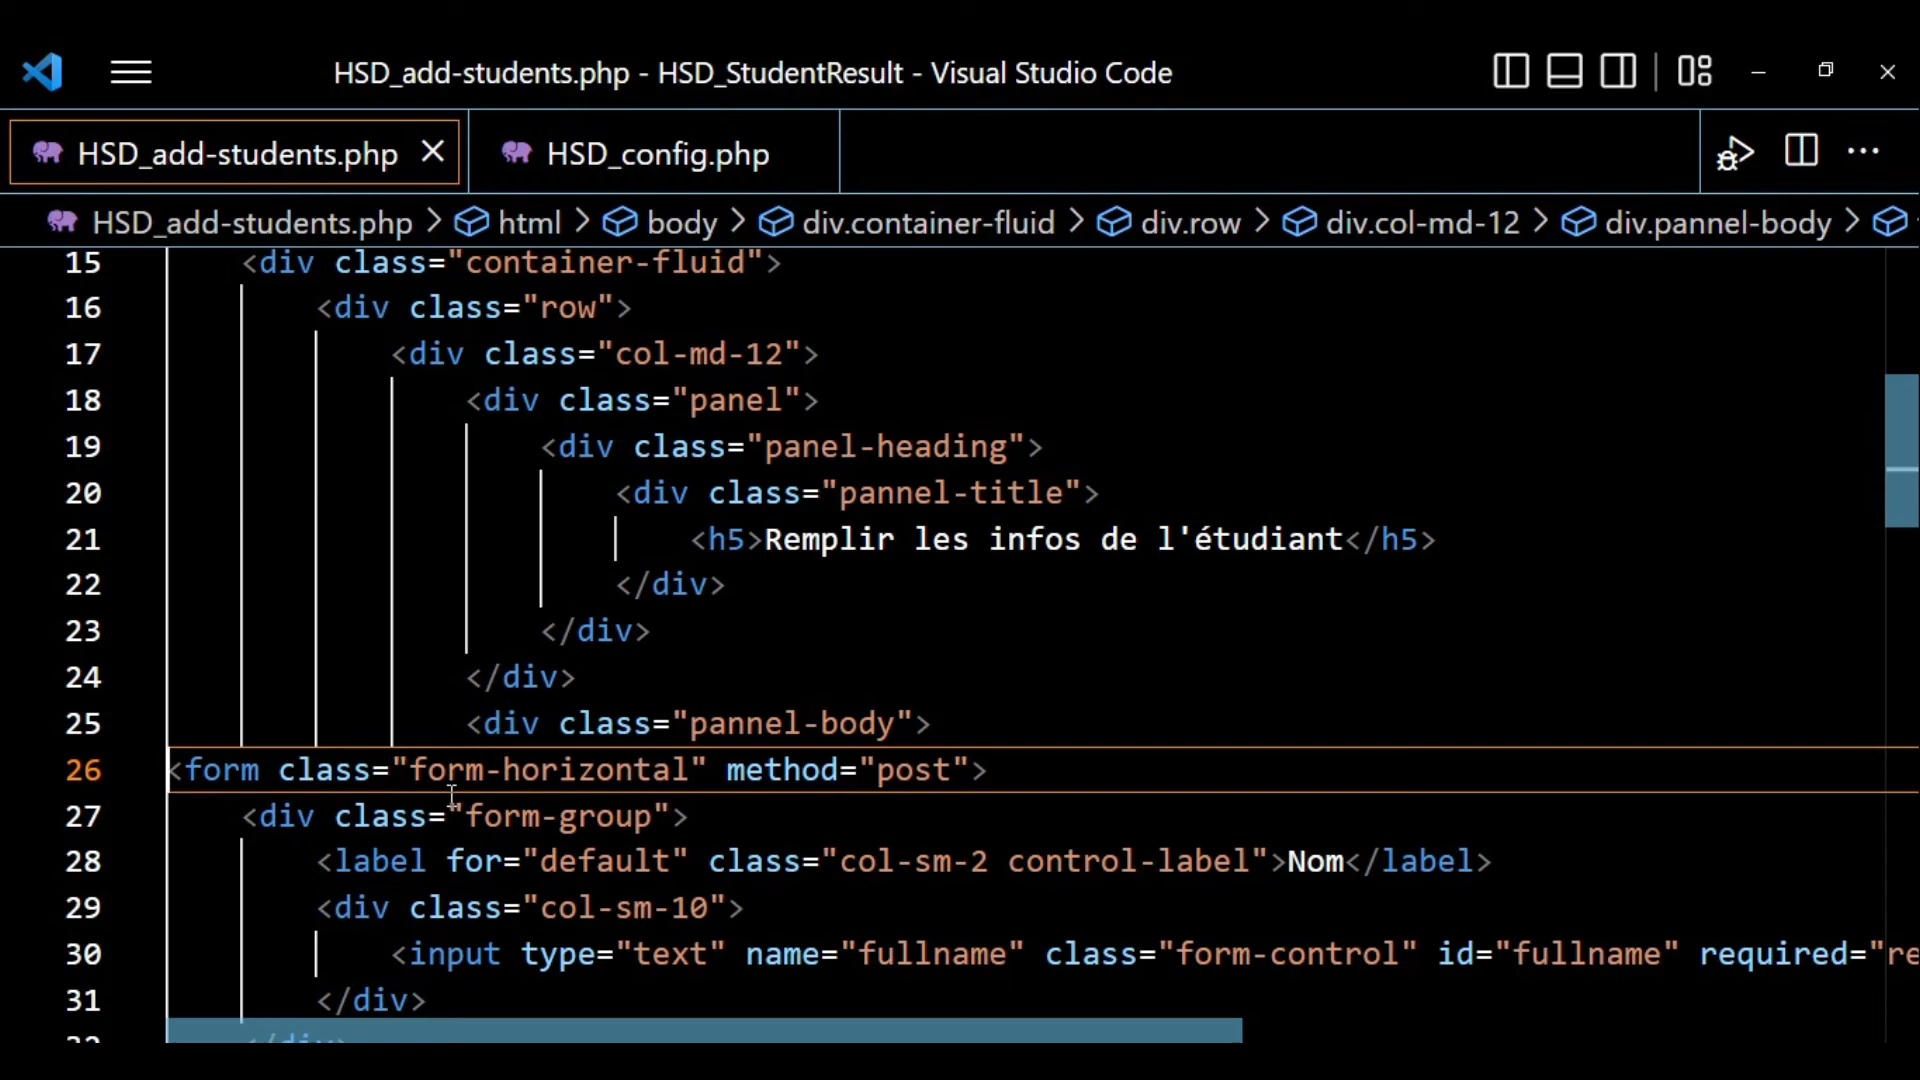 HSD_add-students.php - HSD_StudentResult - Visual Studio Code
HSD_add-students.php HSD_config.php
HSD_add-students.php > html > body > div.container-fluid > div.row > div.col-md-12 > div.pannel-body >
15 <div class="container-fluid">
16 <div class="row">
17 <div class="col-md-12">
18 <div class="panel">
19 <div class="panel-heading">
20 <div class="pannel-title">
21 <h5>Remplir les infos de l'étudiant</h5>
22 </div>
23 </div>
24 </div>
25 <div class="pannel-body">
26 <form class="form-horizontal" method="post">
27 <div class="form-group">
28 <label for="default" class="col-sm-2 control-label">Nom</label>
29 <div class="col-sm-10">
30 <input type="text" name="fullname" class="form-control" id="fullname" required="re
31 </div>
32 </div>